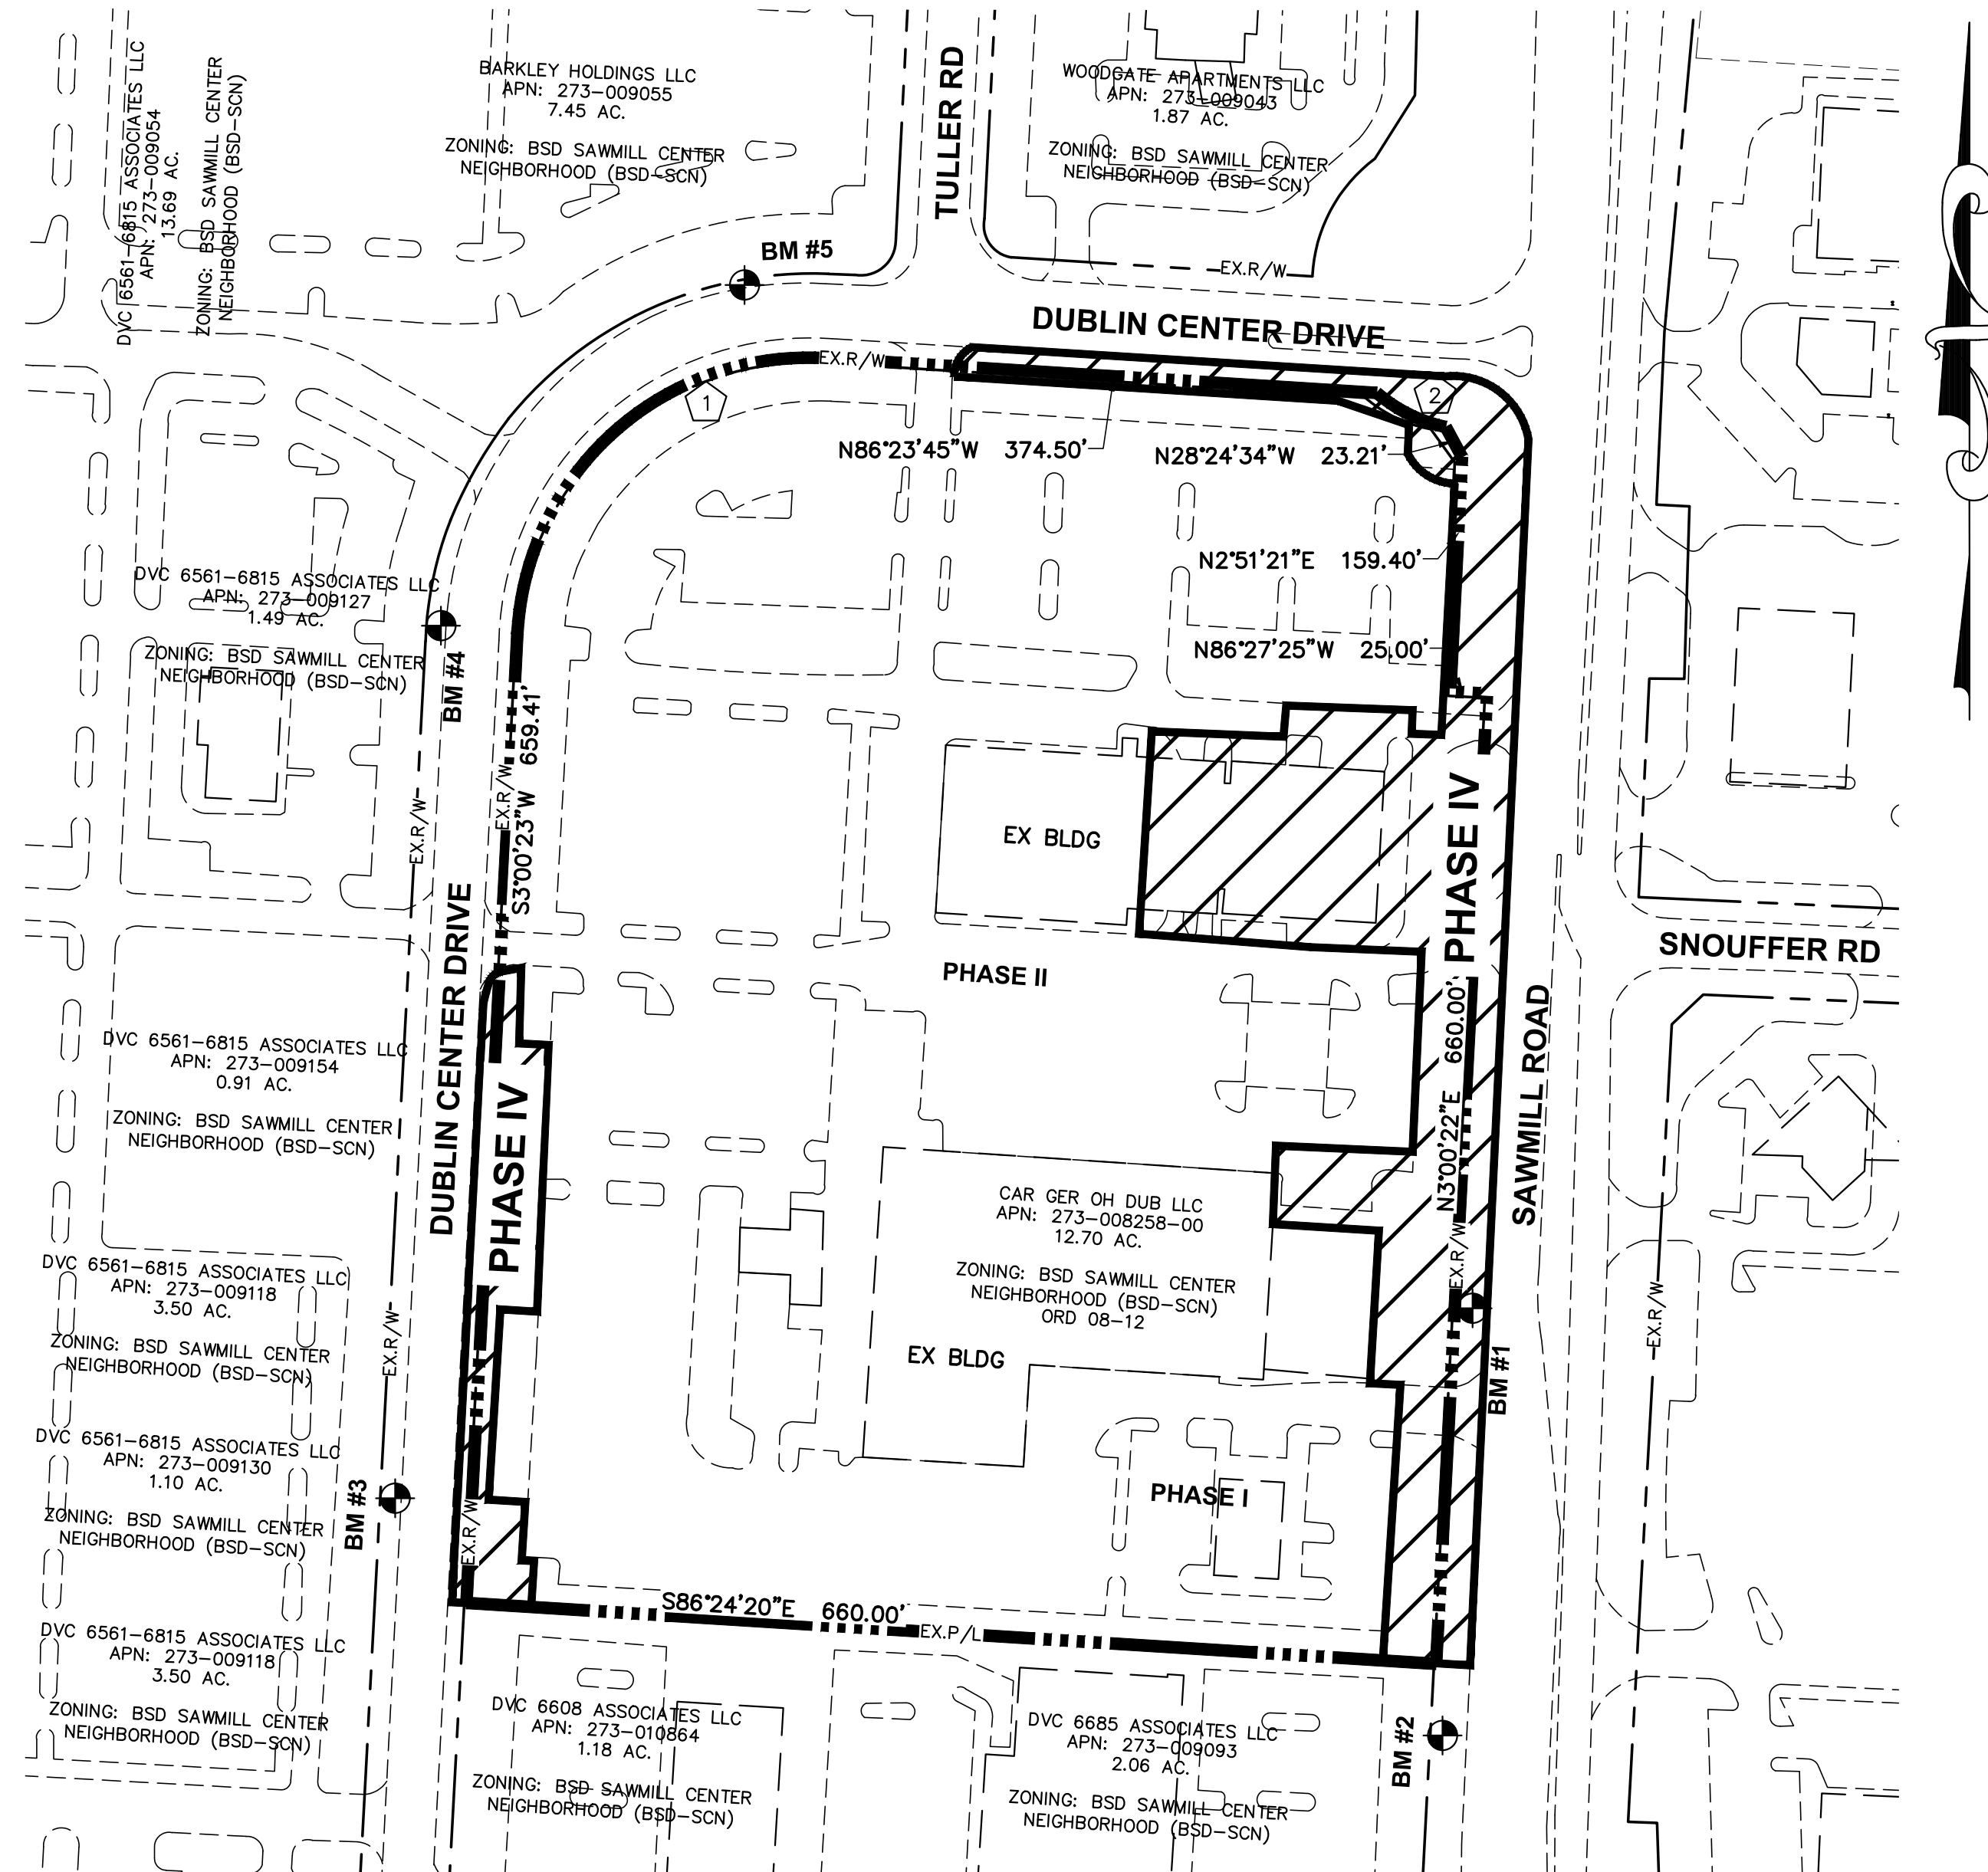 DVC 6561-6815 ASSOCIATES LLC
APN: 273-009054
13.69 AC.
ZONING: BSD SAWMILL CENTER
NEIGHBORHOOD (BSD-SCN)
BARKLEY HOLDINGS LLC
APN: 273-009055
7.45 AC.
ZONING: BSD SAWMILL CENTER
NEIGHBORHOOD (BSD-SCN)
TULLER RD
WOODGATE APARTMENTS LLC
APN: 273-009043
1.87 AC.
ZONING: BSD SAWMILL CENTER
NEIGHBORHOOD (BSD-SCN)
BM #5
EX.R/W
DUBLIN CENTER DRIVE
EX.R/W
1
2
N86°23'45"W 374.50'
N28°24'34"W 23.21'
N2°51'21"E 159.40'
N86°27'25"W 25.00'
DVC 6561-6815 ASSOCIATES LLC
APN: 273-009127
1.49 AC.
ZONING: BSD SAWMILL CENTER
NEIGHBORHOOD (BSD-SCN)
BM #4
S3°00'23"W 659.41'
EX.R/W
EX.R/W
EX BLDG
PHASE IV
SNOUFFER RD
DUBLIN CENTER DRIVE
PHASE II
N3°00'22"E 660.00'
SAWMILL ROAD
DVC 6561-6815 ASSOCIATES LLC
APN: 273-009154
0.91 AC.
ZONING: BSD SAWMILL CENTER
NEIGHBORHOOD (BSD-SCN)
PHASE IV
CAR GER OH DUB LLC
APN: 273-008258-00
12.70 AC.
ZONING: BSD SAWMILL CENTER
NEIGHBORHOOD (BSD-SCN)
ORD 08-12
EX.R/W
EX.R/W
DVC 6561-6815 ASSOCIATES LLC
APN: 273-009118
3.50 AC.
ZONING: BSD SAWMILL CENTER
NEIGHBORHOOD (BSD-SCN)
EX.R/W
EX BLDG
BM #1
DVC 6561-6815 ASSOCIATES LLC
APN: 273-009130
1.10 AC.
ZONING: BSD SAWMILL CENTER
NEIGHBORHOOD (BSD-SCN)
BM #3
EX.R/W
PHASE I
S86°24'20"E 660.00'
EX.P/L
DVC 6561-6815 ASSOCIATES LLC
APN: 273-009118
3.50 AC.
ZONING: BSD SAWMILL CENTER
NEIGHBORHOOD (BSD-SCN)
DVC 6608 ASSOCIATES LLC
APN: 273-010864
1.18 AC.
ZONING: BSD SAWMILL CENTER
NEIGHBORHOOD (BSD-SCN)
DVC 6685 ASSOCIATES LLC
APN: 273-009093
2.06 AC.
ZONING: BSD SAWMILL CENTER
NEIGHBORHOOD (BSD-SCN)
BM #2